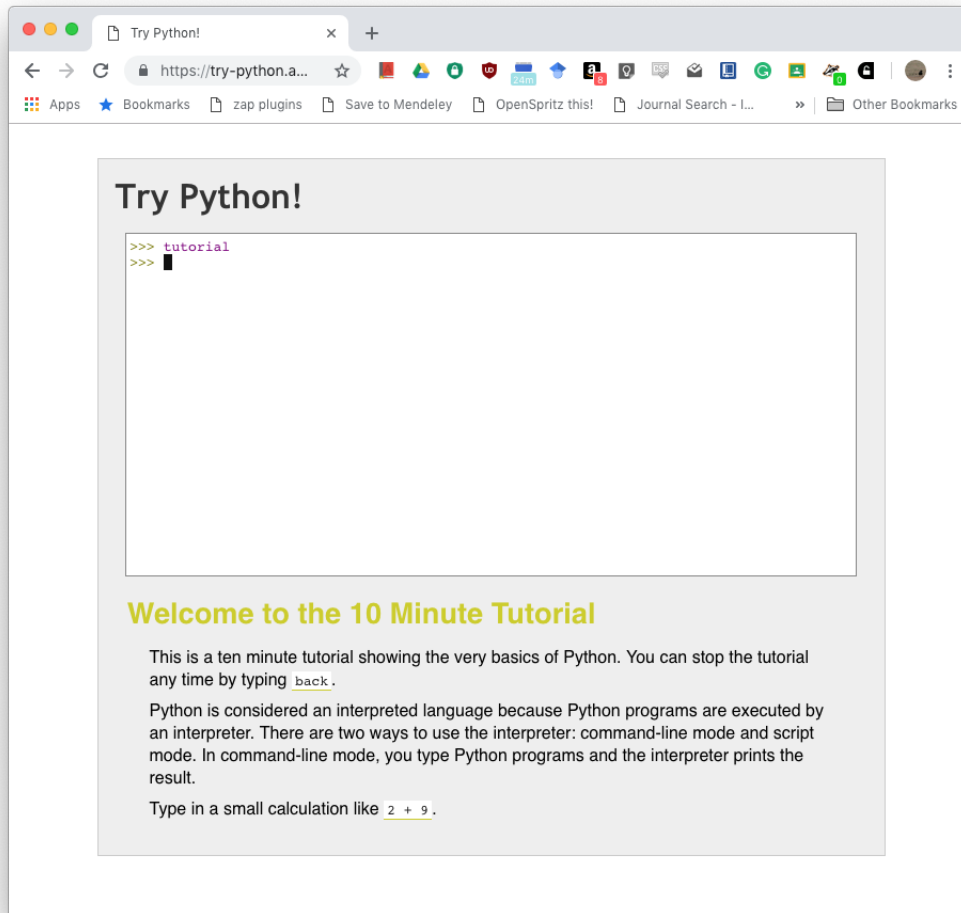 Try Python!
https://try-python.a...
24m
8
0
Apps Bookmarks zap plugins Save to Mendeley OpenSpritz this! Journal Search - I... » Other Bookmarks
Try Python!
>>> tutorial
>>>
Welcome to the 10 Minute Tutorial
This is a ten minute tutorial showing the very basics of Python. You can stop the tutorial
any time by typing back.
Python is considered an interpreted language because Python programs are executed by
an interpreter. There are two ways to use the interpreter: command-line mode and script
mode. In command-line mode, you type Python programs and the interpreter prints the
result.
Type in a small calculation like 2 + 9.